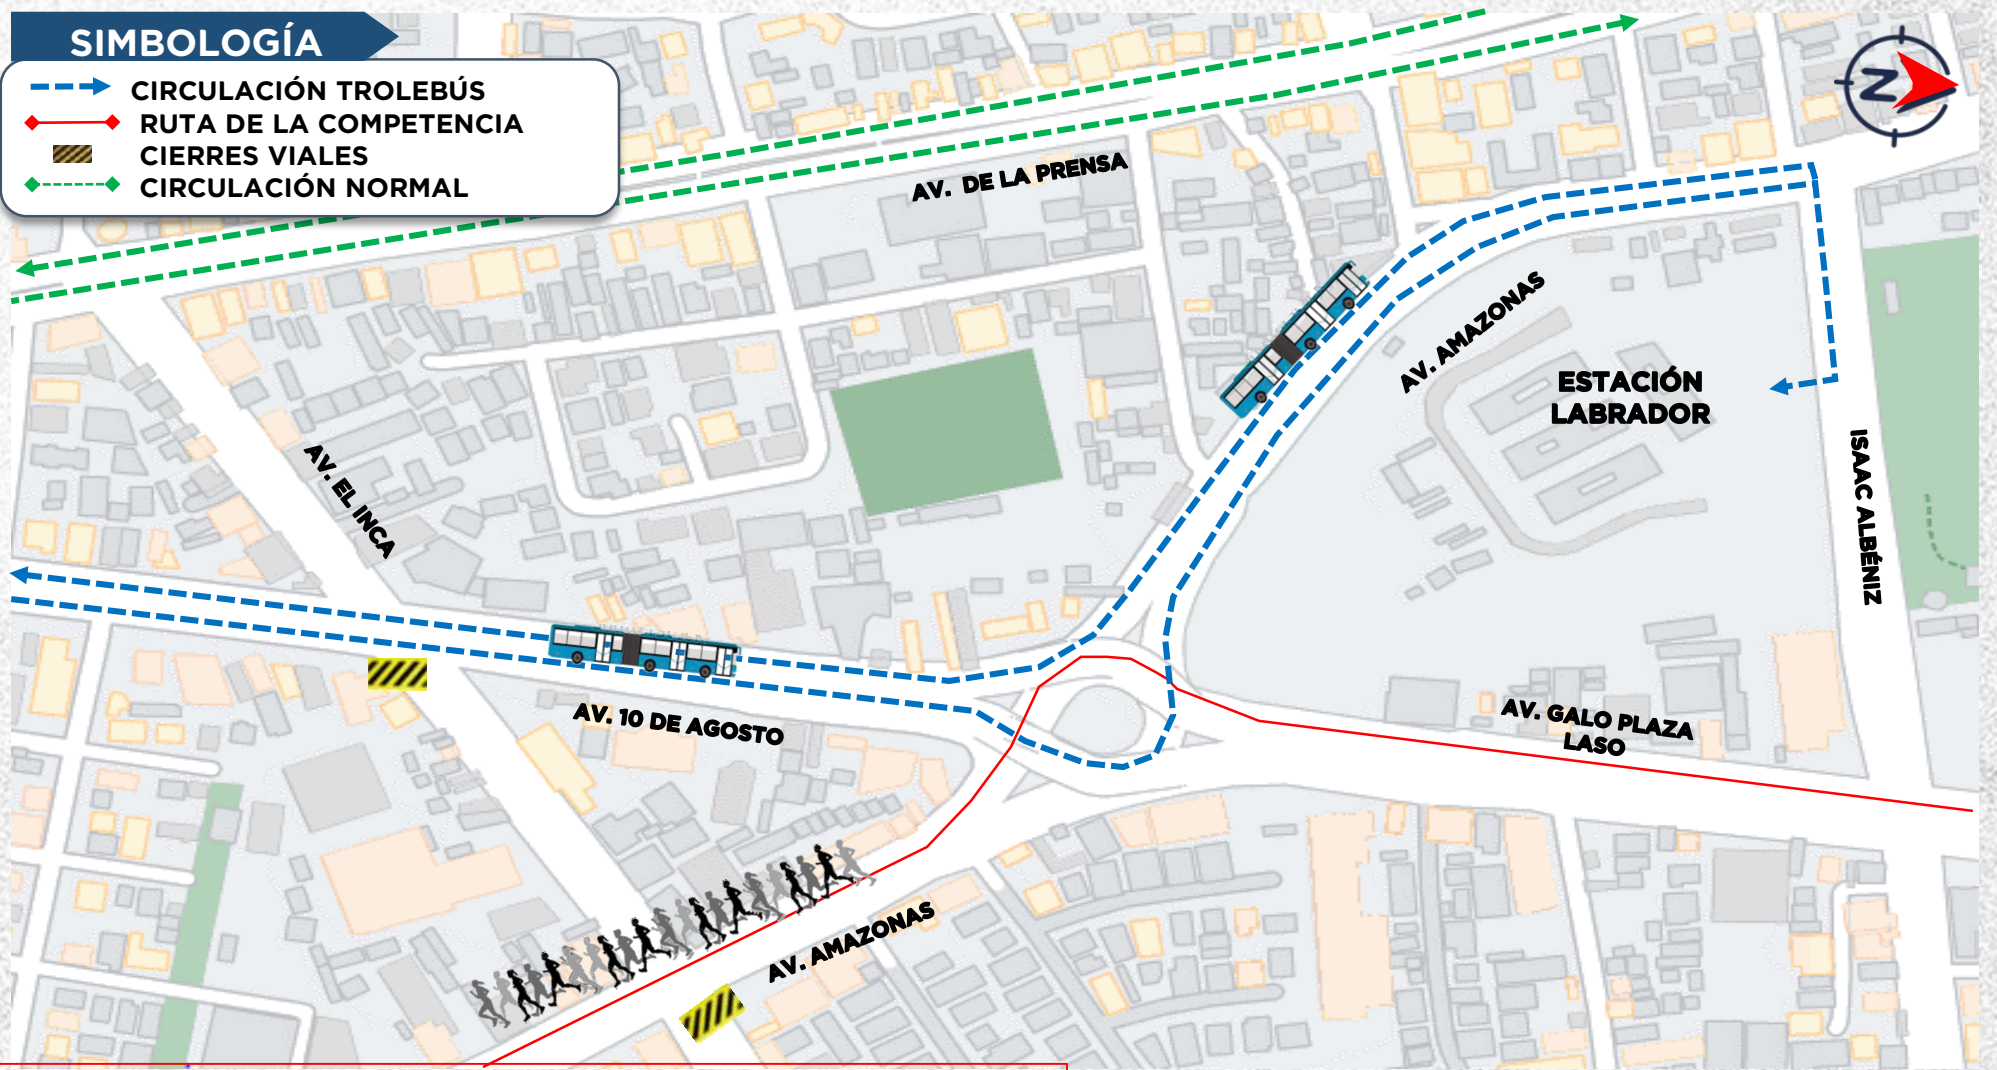 SIMBOLOGÍA
CIRCULACIÓN TROLEBÚS
RUTA DE LA COMPETENCIA
CIERRES VIALES
CIRCULACIÓN NORMAL
N
AV. DE LA PRENSA
AV. AMAZONAS
ESTACIÓN
LABRADOR
AV. EL INCA
ISAAC ALBÉNIZ
AV. 10 DE AGOSTO
AV. GALO PLAZA
LASO
AV. AMAZONAS